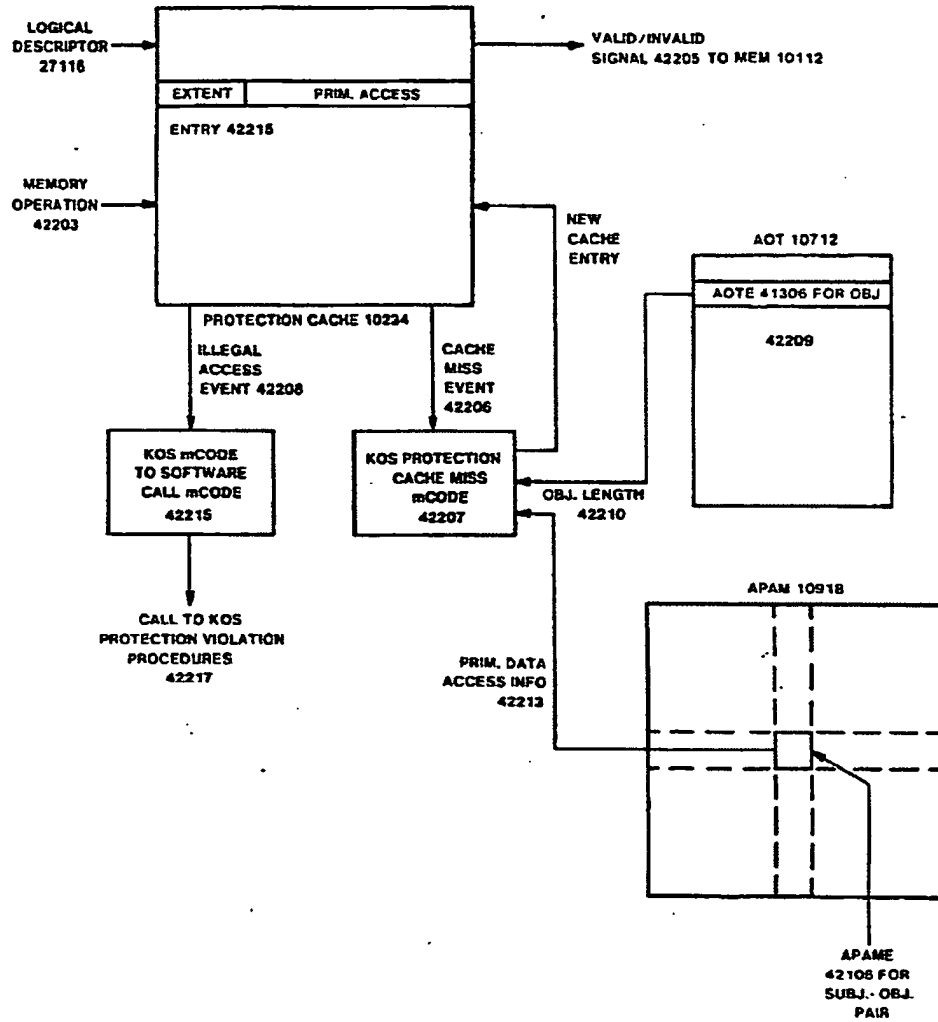 LOGICAL
DESCRIPTOR
27116
VALID/INVALID
SIGNAL 42205 TO MEM 10112
EXTENT
PRIM. ACCESS
ENTRY 42215
MEMORY
OPERATION
42203
NEW
CACHE
ENTRY
AOT 10712
AOTE 41306 FOR OBJ
42209
PROTECTION CACHE 10234
ILLEGAL
ACCESS
EVENT 42208
CACHE
MISS
EVENT
42206
KOS mCODE
TO SOFTWARE
CALL mCODE
42215
KOS PROTECTION
CACHE MISS
mCODE
42207
OBJ. LENGTH
42210
CALL TO KOS
PROTECTION VIOLATION
PROCEDURES
42217
APAM 10918
PRIM. DATA
ACCESS INFO
42213
APAME
42106 FOR
SUBJ.- OBJ.
PAIR